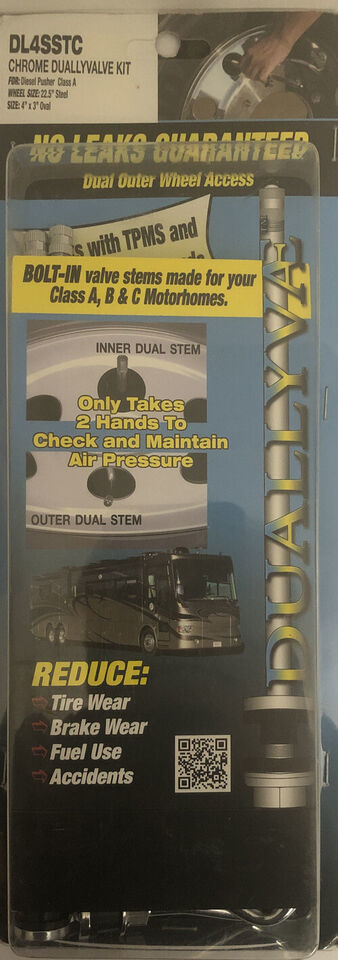 DL4SSTC
CHROME DUALLYVALVE KIT
FOR: Diesel Pusher Class A
WHEEL SIZE: 22.5" Steel
SIZE: 4" x 3" Oval
NO LEAKS GUARANTEED
Dual Outer Wheel Access
with TPMS and
BOLT-IN valve stems made for your
Class A, B & C Motorhomes.
INNER DUAL STEM
Only Takes
2 Hands To
Check and Maintain
Air Pressure
OUTER DUAL STEM
DUALLYVA
REDUCE:
Tire Wear
Brake Wear
Fuel Use
Accidents